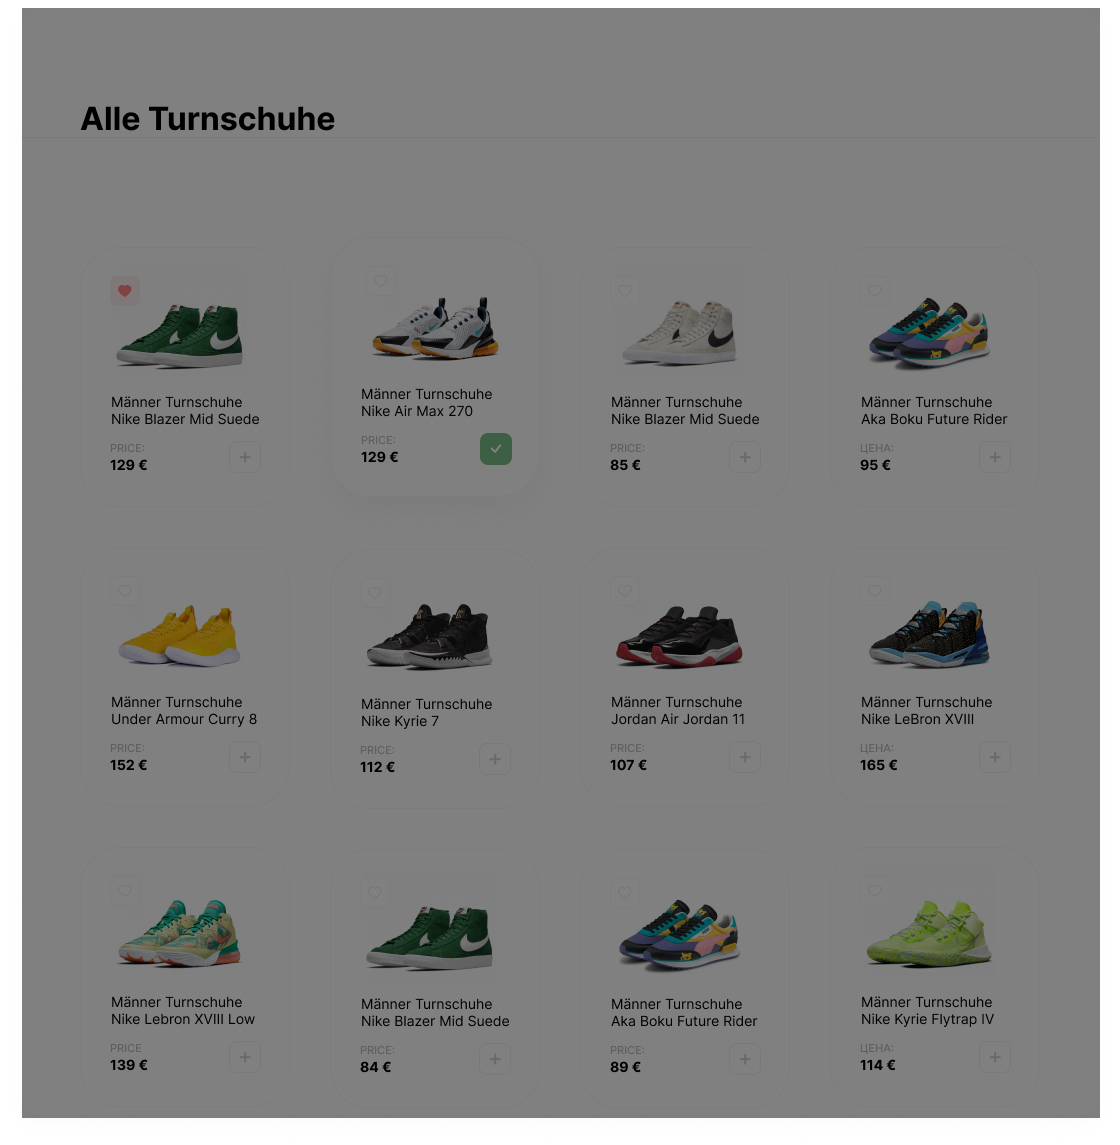 Alle Turnschuhe
Männer Turnschuhe
Nike Blazer Mid Suede
PRICE:
129 €
Männer Turnschuhe
Nike Air Max 270
PRICE:
129 €
Männer Turnschuhe
Nike Blazer Mid Suede
PRICE:
85 €
Männer Turnschuhe
Aka Boku Future Rider
ЦЕНА:
95 €
Männer Turnschuhe
Under Armour Curry 8
PRICE:
152 €
Männer Turnschuhe
Nike Kyrie 7
PRICE:
112 €
Männer Turnschuhe
Jordan Air Jordan 11
PRICE:
107 €
Männer Turnschuhe
Nike LeBron XVIII
ЦЕНА:
165 €
Männer Turnschuhe
Nike Lebron XVIII Low
PRICE
139 €
Männer Turnschuhe
Nike Blazer Mid Suede
PRICE:
84 €
Männer Turnschuhe
Aka Boku Future Rider
PRICE:
89 €
Männer Turnschuhe
Nike Kyrie Flytrap IV
ЦЕНА:
114 €